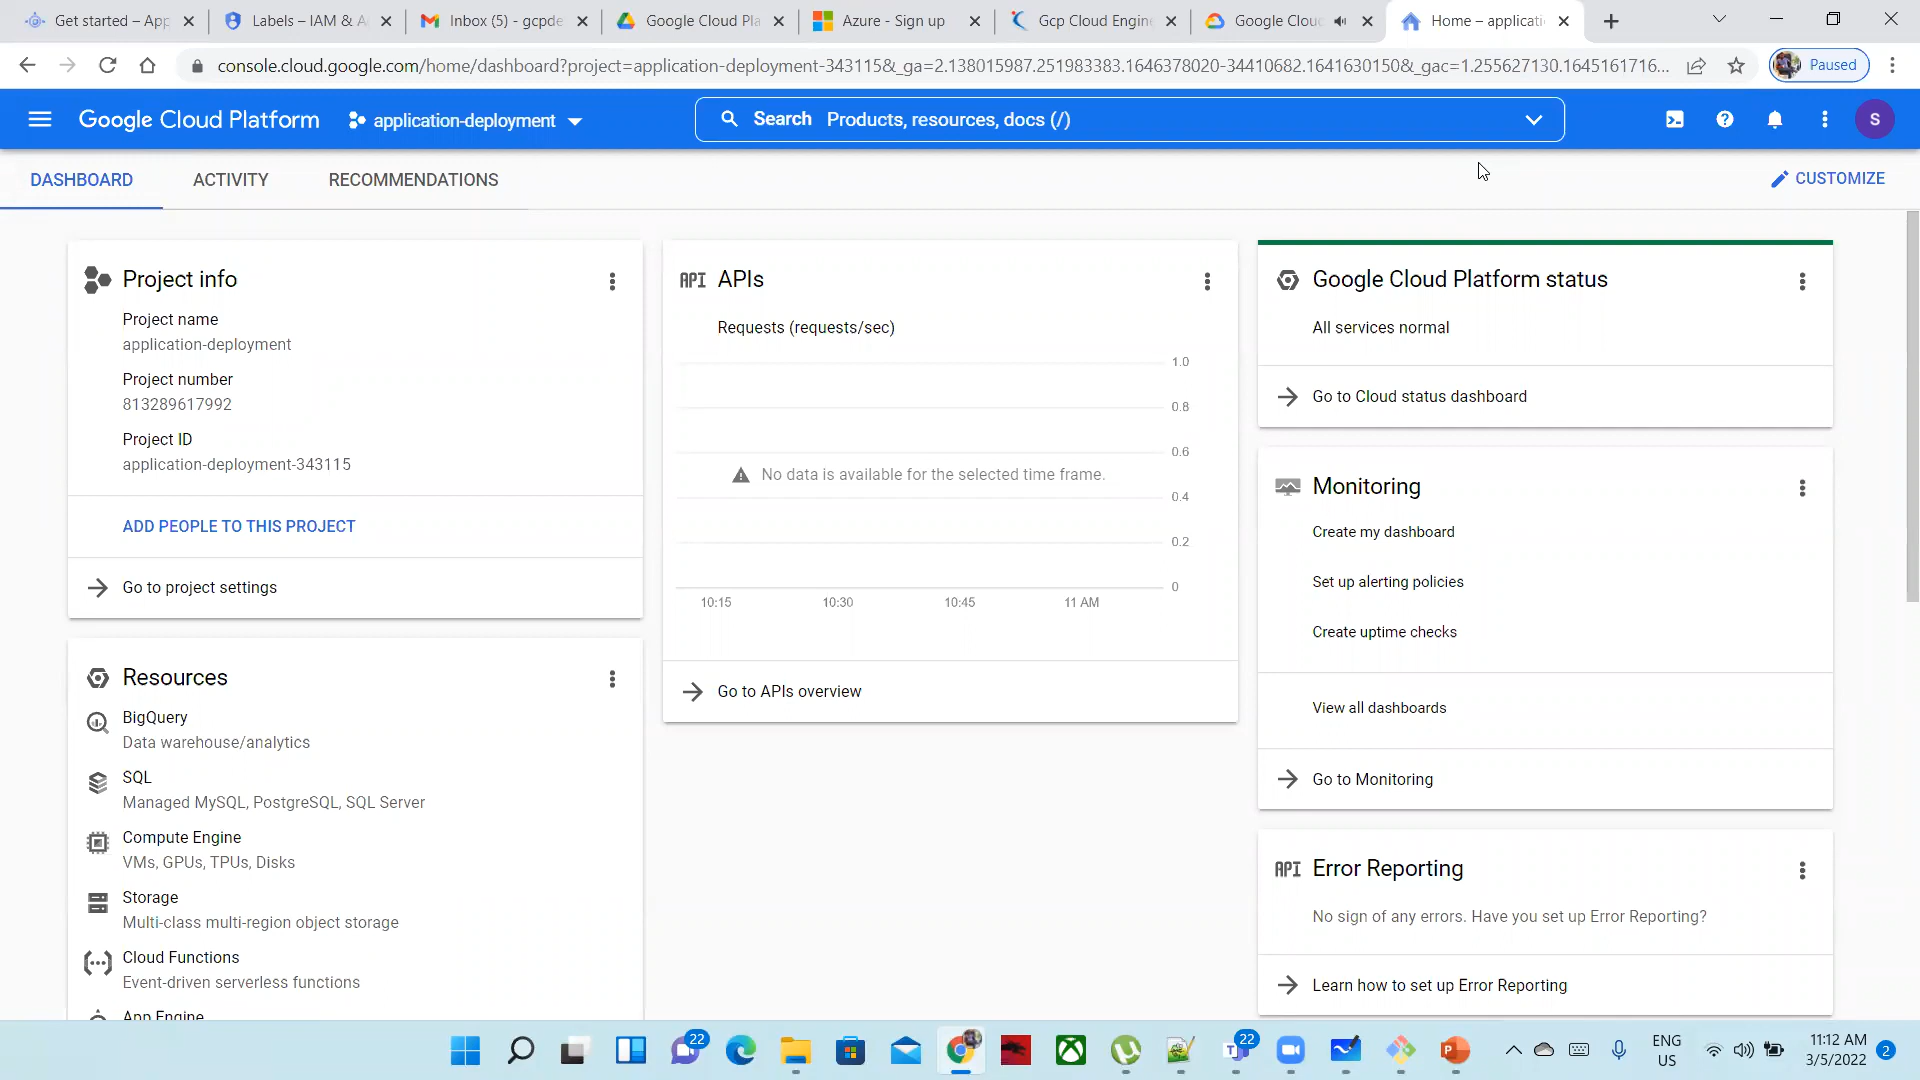 Get started – App
Labels – IAM & A
Inbox (5) - gcpde
Google Cloud Pla
Azure - Sign up
Gcp Cloud Engine
Google Clou
Home – applicati
console.cloud.google.com/home/dashboard?project=application-deployment-343115&_ga=2.138015987.251983383.1646378020-34410682.1641630150&_gac=1.255627130.1645161716...
Paused
Google Cloud Platform
application-deployment
Search Products, resources, docs (/)
S
DASHBOARD
ACTIVITY
RECOMMENDATIONS
CUSTOMIZE
Project info
Project name
application-deployment
Project number
813289617992
Project ID
application-deployment-343115
ADD PEOPLE TO THIS PROJECT
Go to project settings
Resources
BigQuery
Data warehouse/analytics
SQL
Managed MySQL, PostgreSQL, SQL Server
Compute Engine
VMs, GPUs, TPUs, Disks
Storage
Multi-class multi-region object storage
Cloud Functions
Event-driven serverless functions
App Engine
API APIs
Requests (requests/sec)
1.0
0.8
0.6
No data is available for the selected time frame.
0.4
0.2
0
10:15
10:30
10:45
11 AM
Go to APIs overview
Google Cloud Platform status
All services normal
Go to Cloud status dashboard
Monitoring
Create my dashboard
Set up alerting policies
Create uptime checks
View all dashboards
Go to Monitoring
API Error Reporting
No sign of any errors. Have you set up Error Reporting?
Learn how to set up Error Reporting
22
22
ENG
US
11:12 AM
3/5/2022
2